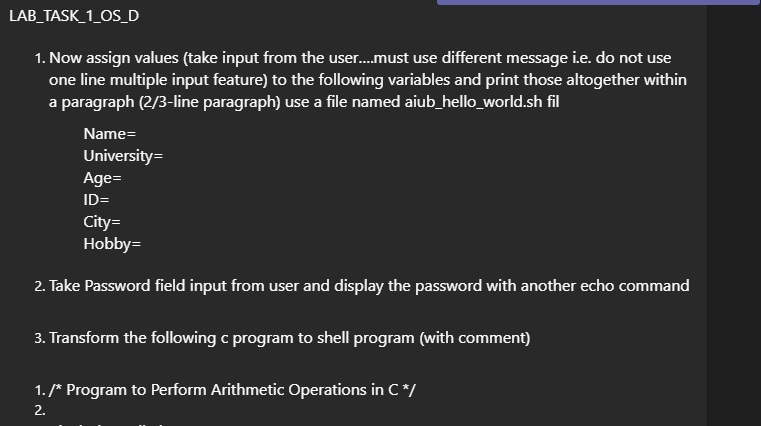 LAB_TASK_1_OS_D
1. Now assign values (take input from the user....must use different message i.e. do not use
one line multiple input feature) to the following variables and print those altogether within
a paragraph (2/3-line paragraph) use a file named aiub_hello_world.sh fil
Name=
University=
Age=
ID=
City=
Hobby=
2. Take Password field input from user and display the password with another echo command
3. Transform the following c program to shell program (with comment)
1. /* Program to Perform Arithmetic Operations in C */
2.